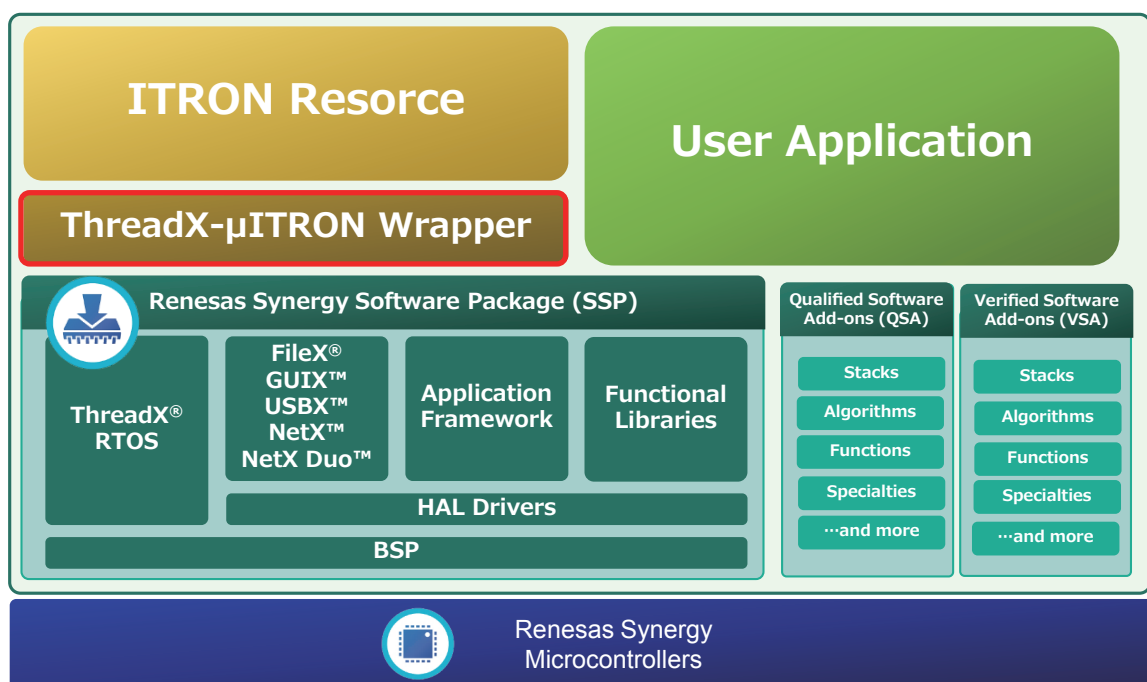 ITRON Resorce
User Application
ThreadX-μITRON Wrapper
Renesas Synergy Software Package (SSP)
ThreadX®
RTOS
FileX®
GUIX™
USBX™
NetX™
NetX Duo™
Application
Framework
Functional
Libraries
HAL Drivers
BSP
Qualified Software
Add-ons (QSA)
Stacks
Algorithms
Functions
Specialties
···and more
Verified Software
Add-ons (VSA)
Stacks
Algorithms
Functions
Specialties
···and more
Renesas Synergy
Microcontrollers